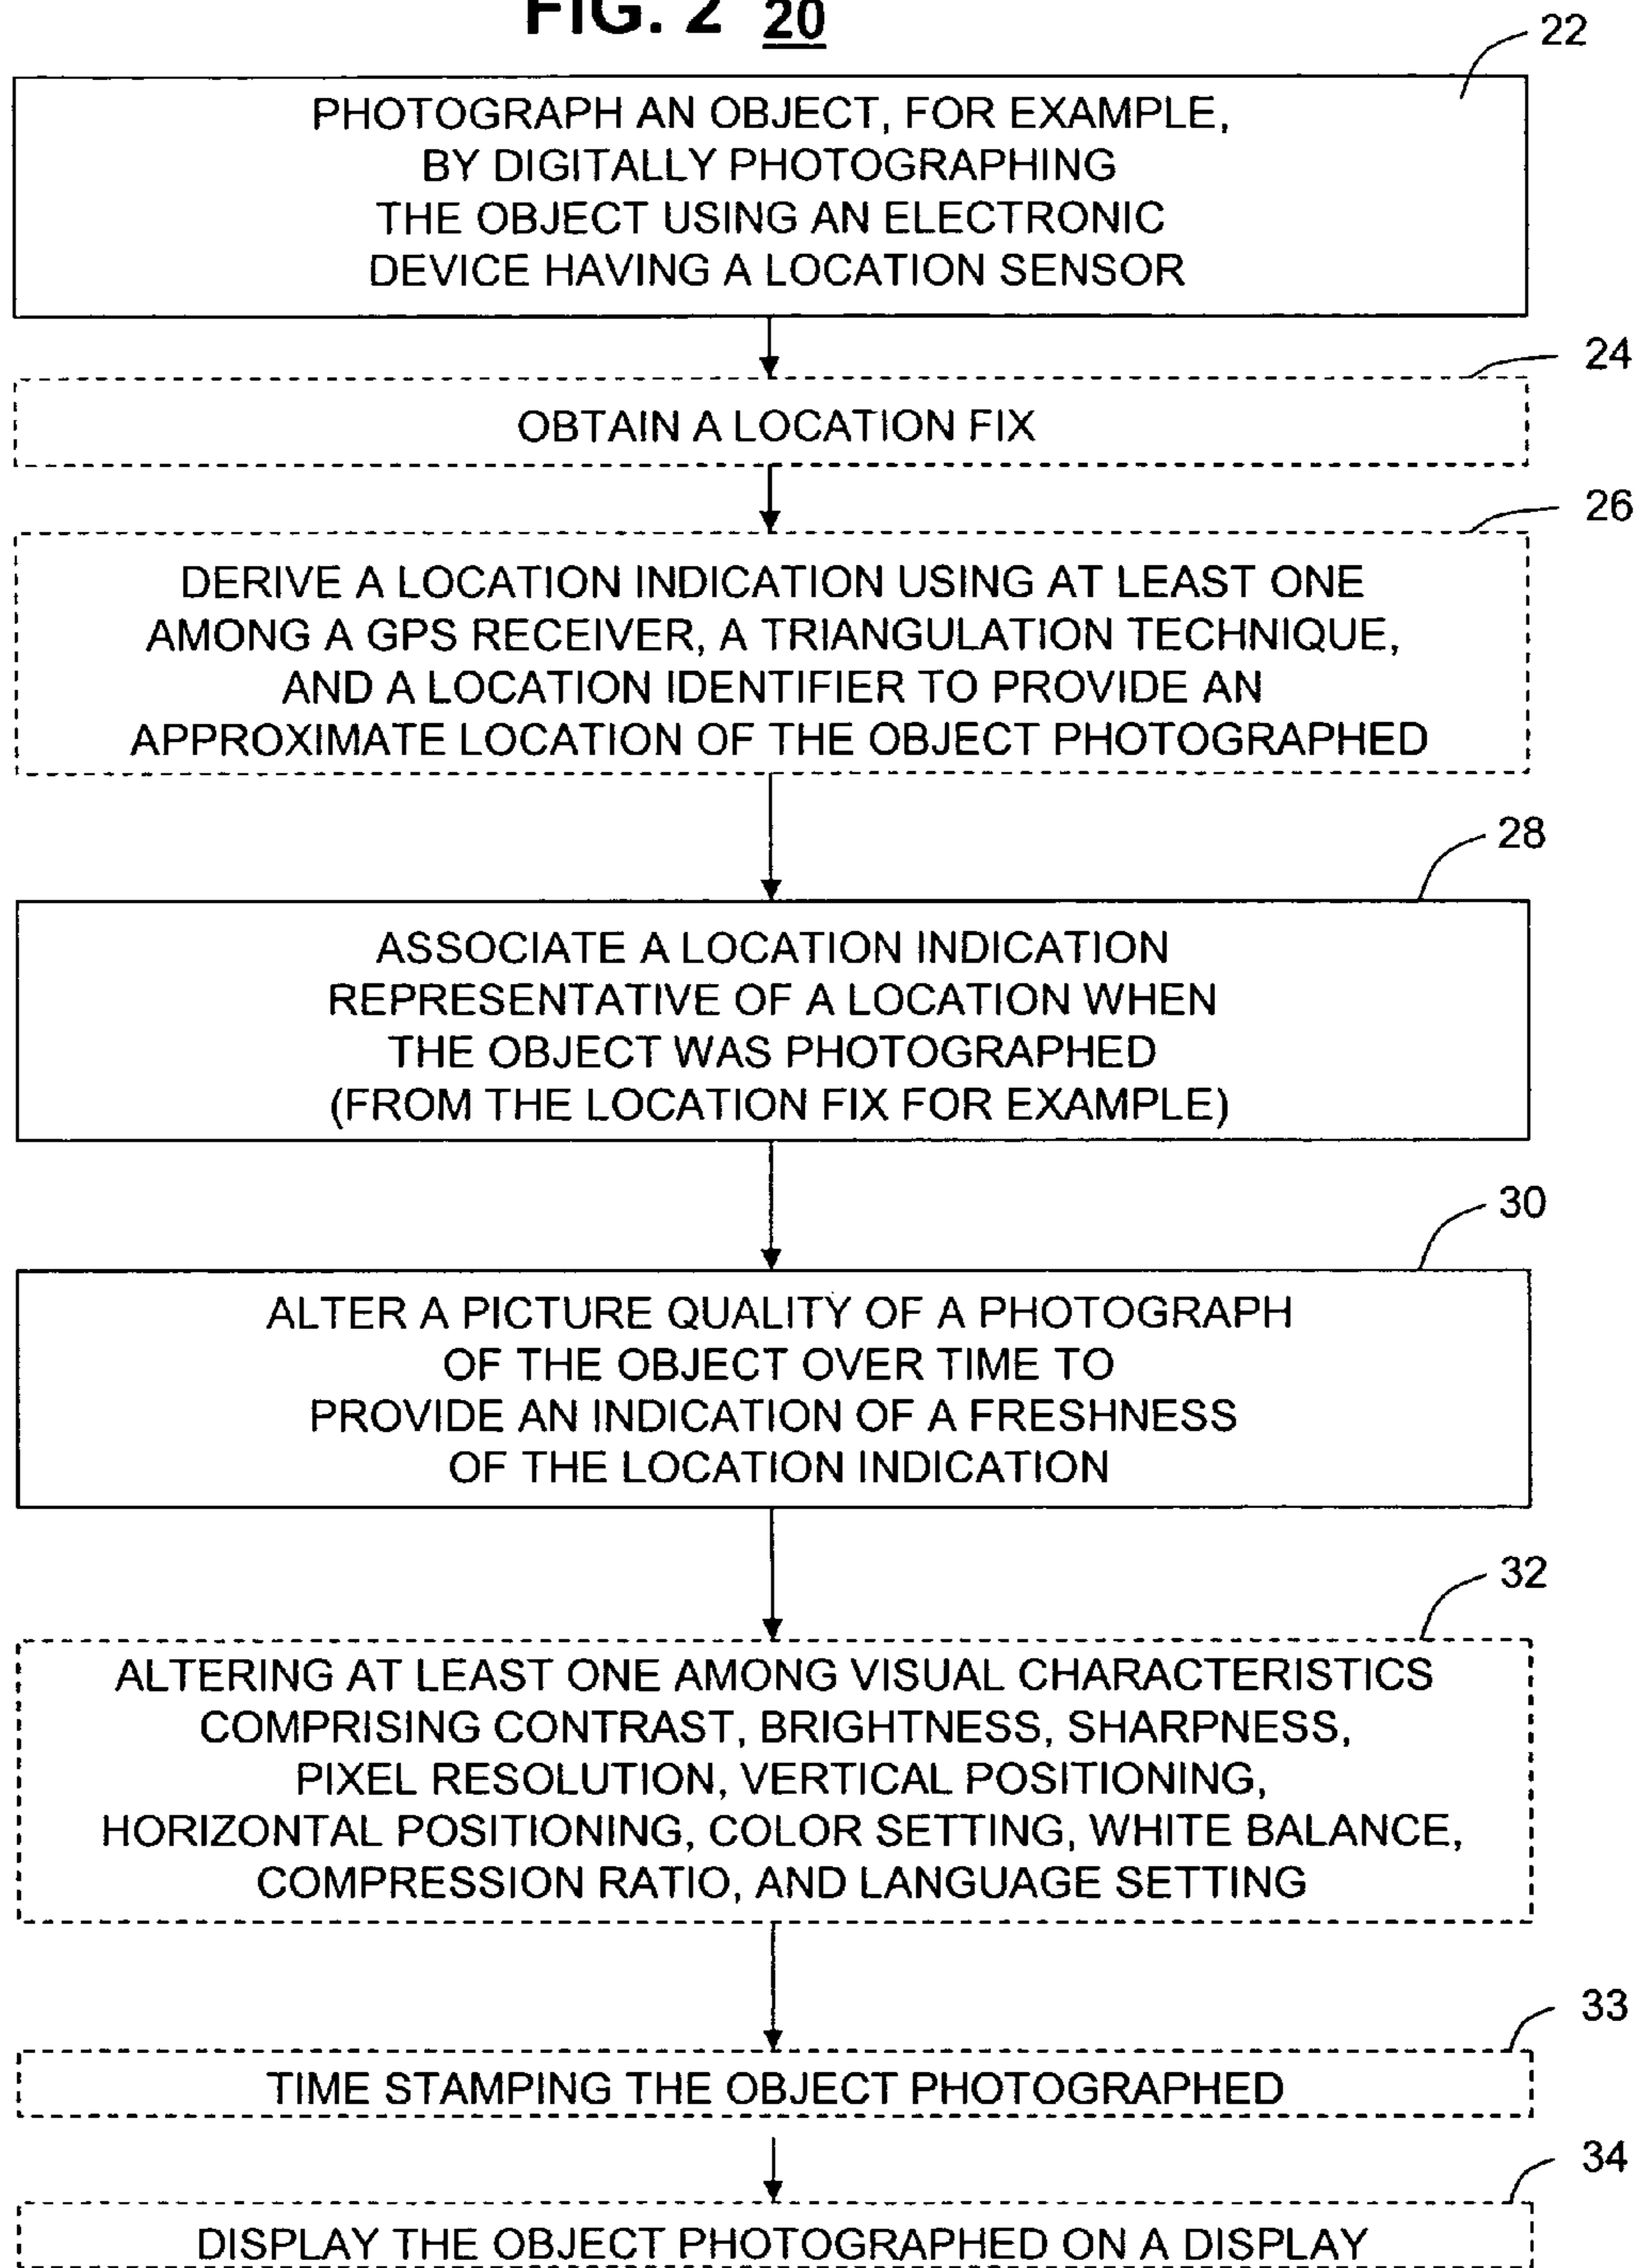 FIG. 2 20
22
PHOTOGRAPH AN OBJECT, FOR EXAMPLE,
BY DIGITALLY PHOTOGRAPHING
THE OBJECT USING AN ELECTRONIC
DEVICE HAVING A LOCATION SENSOR
24
OBTAIN A LOCATION FIX
26
DERIVE A LOCATION INDICATION USING AT LEAST ONE
AMONG A GPS RECEIVER, A TRIANGULATION TECHNIQUE,
AND A LOCATION IDENTIFIER TO PROVIDE AN
APPROXIMATE LOCATION OF THE OBJECT PHOTOGRAPHED
28
ASSOCIATE A LOCATION INDICATION
REPRESENTATIVE OF A LOCATION WHEN
THE OBJECT WAS PHOTOGRAPHED
(FROM THE LOCATION FIX FOR EXAMPLE)
30
ALTER A PICTURE QUALITY OF A PHOTOGRAPH
OF THE OBJECT OVER TIME TO
PROVIDE AN INDICATION OF A FRESHNESS
OF THE LOCATION INDICATION
32
ALTERING AT LEAST ONE AMONG VISUAL CHARACTERISTICS
COMPRISING CONTRAST, BRIGHTNESS, SHARPNESS,
PIXEL RESOLUTION, VERTICAL POSITIONING,
HORIZONTAL POSITIONING, COLOR SETTING, WHITE BALANCE,
COMPRESSION RATIO, AND LANGUAGE SETTING
33
TIME STAMPING THE OBJECT PHOTOGRAPHED
34
DISPLAY THE OBJECT PHOTOGRAPHED ON A DISPLAY